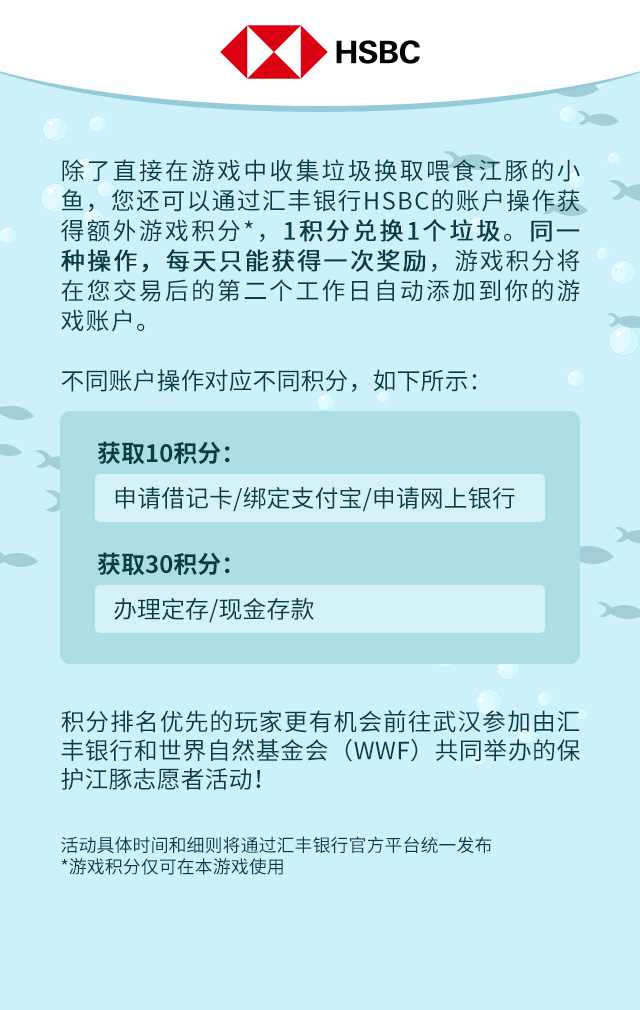 HSBC
除了直接在游戏中收集垃圾换取喂食江豚的小
鱼，您还可以通过汇丰银行HSBC的账户操作获
得额外游戏积分*，1积分兑换1个垃圾。同一
种操作，每天只能获得一次奖励，游戏积分将
在您交易后的第二个工作日自动添加到你的游
戏账户。
不同账户操作对应不同积分，如下所示：
获取10积分：
申请借记卡/绑定支付宝/申请网上银行
获取30积分：
办理定存/现金存款
积分排名优先的玩家更有机会前往武汉参加由汇
丰银行和世界自然基金会（WWF）共同举办的保
护江豚志愿者活动！
活动具体时间和细则将通过汇丰银行官方平台统一发布
*游戏积分仅可在本游戏使用